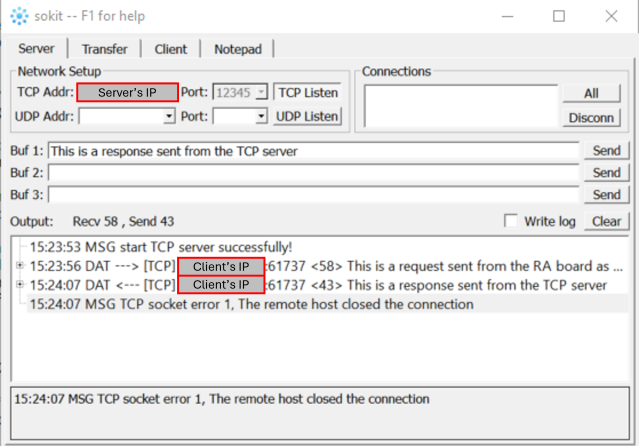 sokit -- F1 for help
Server Transfer Client Notepad
Network Setup Connections
TCP Addr: Server's IP Port: 12345 TCP Listen All
UDP Addr: Port: UDP Listen Disconn
Buf 1: This is a response sent from the TCP server Send
Buf 2: Send
Buf 3: Send
Output: Recv 58 , Send 43 Write log Clear
15:23:53 MSG start TCP server successfully!
15:23:56 DAT ---> [TCP] Client's IP :61737 <58> This is a request sent from the RA board as ...
15:24:07 DAT <--- [TCP] Client's IP :61737 <43> This is a response sent from the TCP server
15:24:07 MSG TCP socket error 1, The remote host closed the connection
15:24:07 MSG TCP socket error 1, The remote host closed the connection